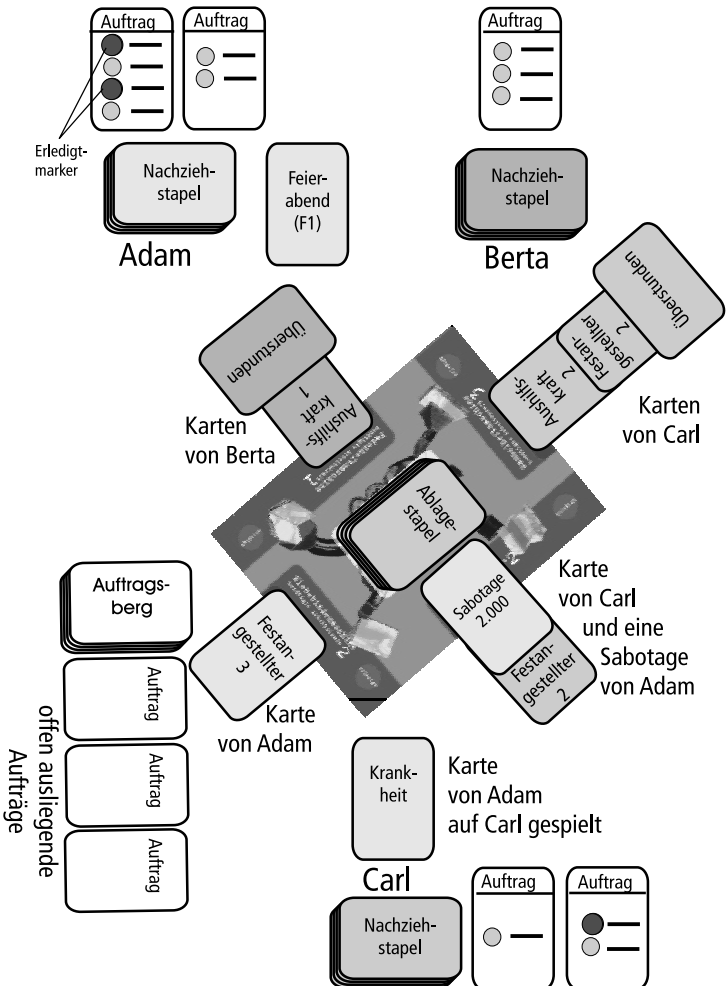 Auftrag
Auftrag
Auftrag
Erledigt-
marker
Nachzieh-
stapel
Feier-
abend
(F1)
Nachzieh-
stapel
Adam
Berta
Überstunden
Aushilfs-
kraft
1
Karten
von Berta
Überstunden
Festan-
gestellter
2
Aushilfs-
kraft
2
Karten
von Carl
Ablage-
stapel
Sabotage
2.000
Festan-
gestellter
2
Karte
von Carl
und eine
Sabotage
von Adam
Auftrags-
berg
Festan-
gestellter
3
Karte
von Adam
Auftrag
Auftrag
Auftrag
offen ausliegende
Aufträge
Krank-
heit
Karte
von Adam
auf Carl gespielt
Carl
Nachzieh-
stapel
Auftrag
Auftrag